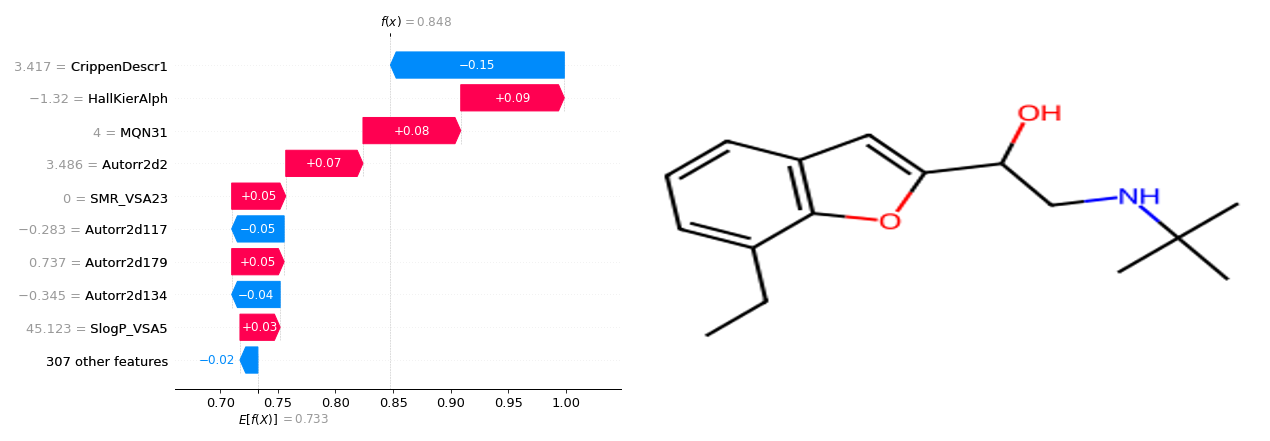 f(x) = 0.848
3.417 = CrippenDescr1
−0.15
−1.32 = HallKierAlph
+0.09
4 = MQN31
+0.08
3.486 = Autorr2d2
+0.07
0 = SMR_VSA23
+0.05
−0.283 = Autorr2d117
−0.05
0.737 = Autorr2d179
+0.05
−0.345 = Autorr2d134
−0.04
45.123 = SlogP_VSA5
+0.03
307 other features
−0.02
0.70 0.75 0.80 0.85 0.90 0.95 1.00
E[f(X)] = 0.733
OH
NH
O